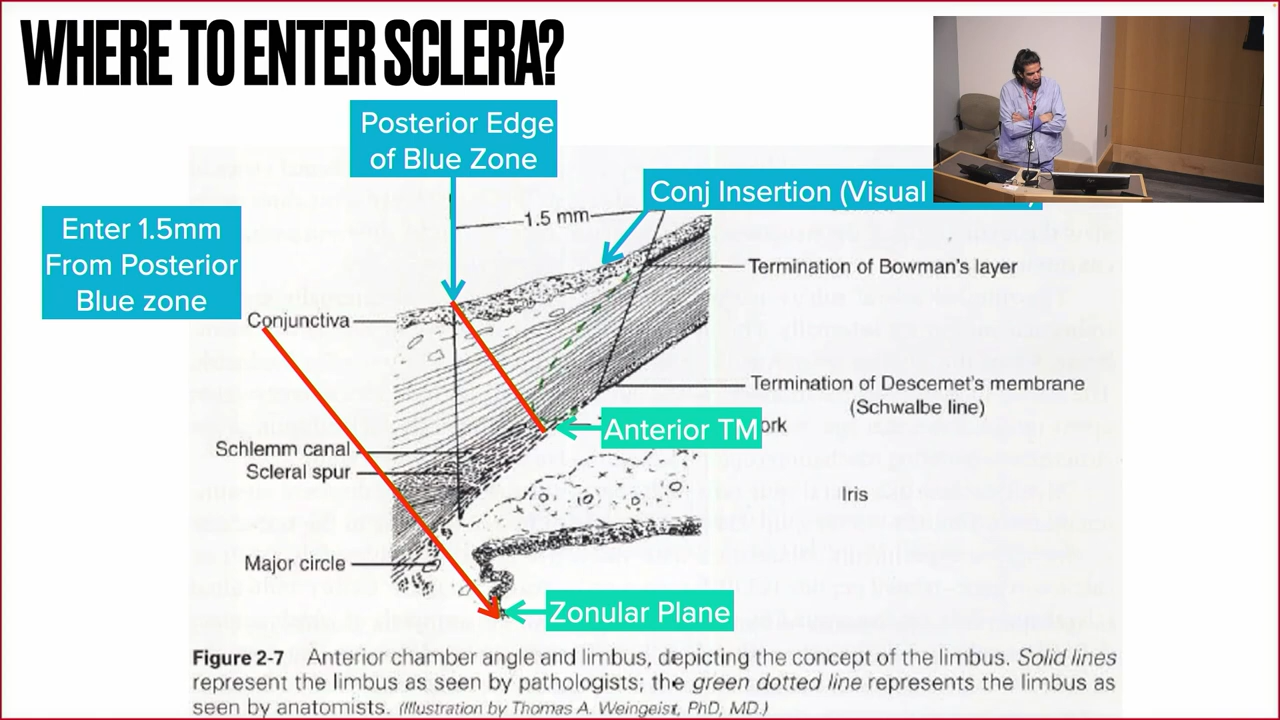 WHERE TO ENTER SCLERA?
Posterior Edge
of Blue Zone
Conj Insertion (Visual
1.5 mm
Enter 1.5mm
From Posterior
Blue zone
Termination of Bowman's layer
Conjunctiva
Termination of Descemet's membrane
(Schwalbe line)
Anterior TM
ork
Schlemm canal
Scleral spur
Iris
Major circle
Zonular Plane
Figure 2-7 Anterior chamber angle and limbus, depicting the concept of the limbus. Solid lines
represent the limbus as seen by pathologists; the green dotted line represents the limbus as
seen by anatomists. (Illustration by Thomas A. Weingeist, PhD, MD.)